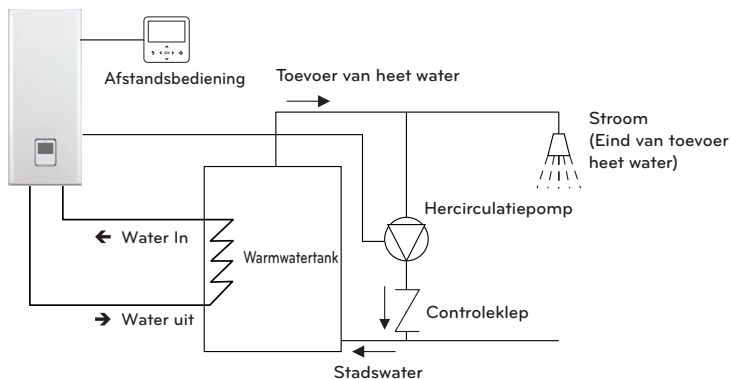 Afstandsbediening
Toevoer van heet water
Stroom
(Eind van toevoer
heet water)
Hercirculatiepomp
← Water In
Warmwatertank
→ Water uit
Controleklep
Stadswater